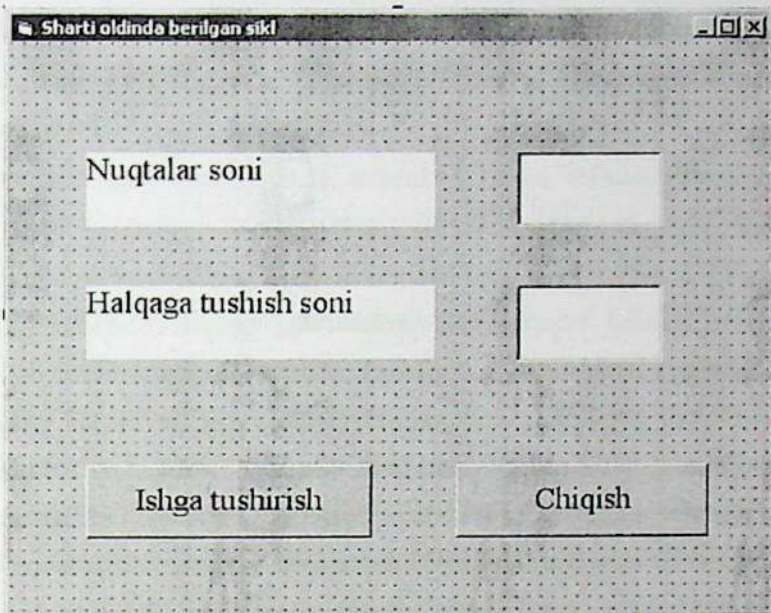 Sharti oldinda berilgan sikl
Nuqtalar soni
Halqaga tushish soni
Ishga tushirish
Chiqish